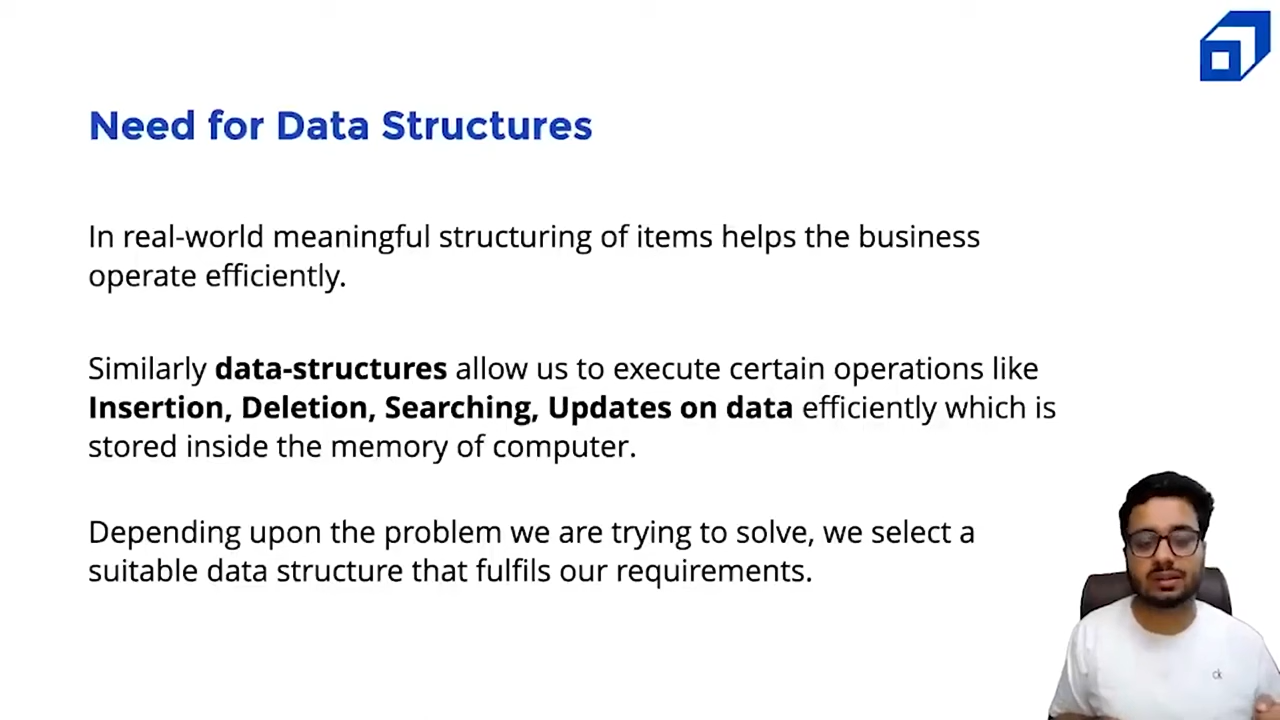 Need for Data Structures
In real-world meaningful structuring of items helps the business
operate efficiently.
Similarly data-structures allow us to execute certain operations like
Insertion, Deletion, Searching, Updates on data efficiently which is
stored inside the memory of computer.
Depending upon the problem we are trying to solve, we select a
suitable data structure that fulfils our requirements.
ck